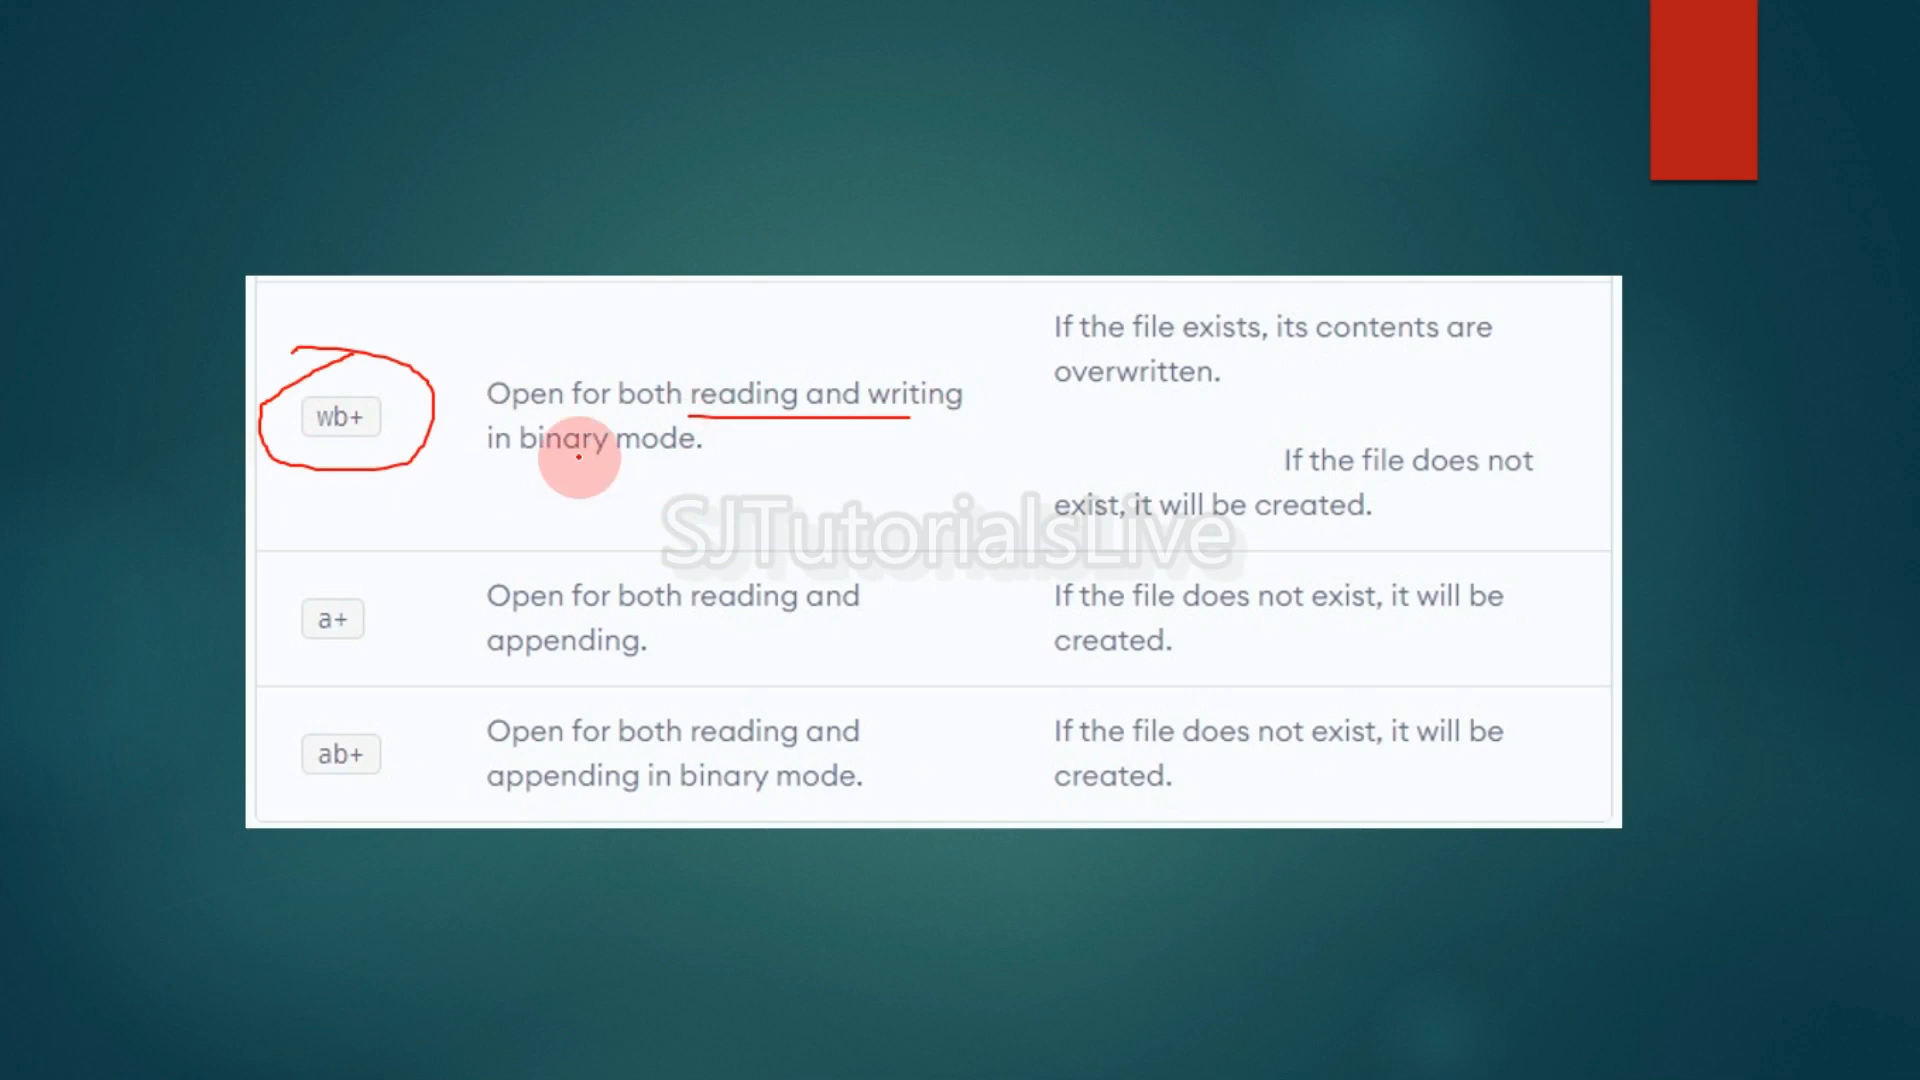 wb+
Open for both reading and writing
in binary mode.
If the file exists, its contents are
overwritten.
If the file does not
exist, it will be created.
SJTutorialsLive
a+
Open for both reading and
appending.
If the file does not exist, it will be
created.
ab+
Open for both reading and
appending in binary mode.
If the file does not exist, it will be
created.